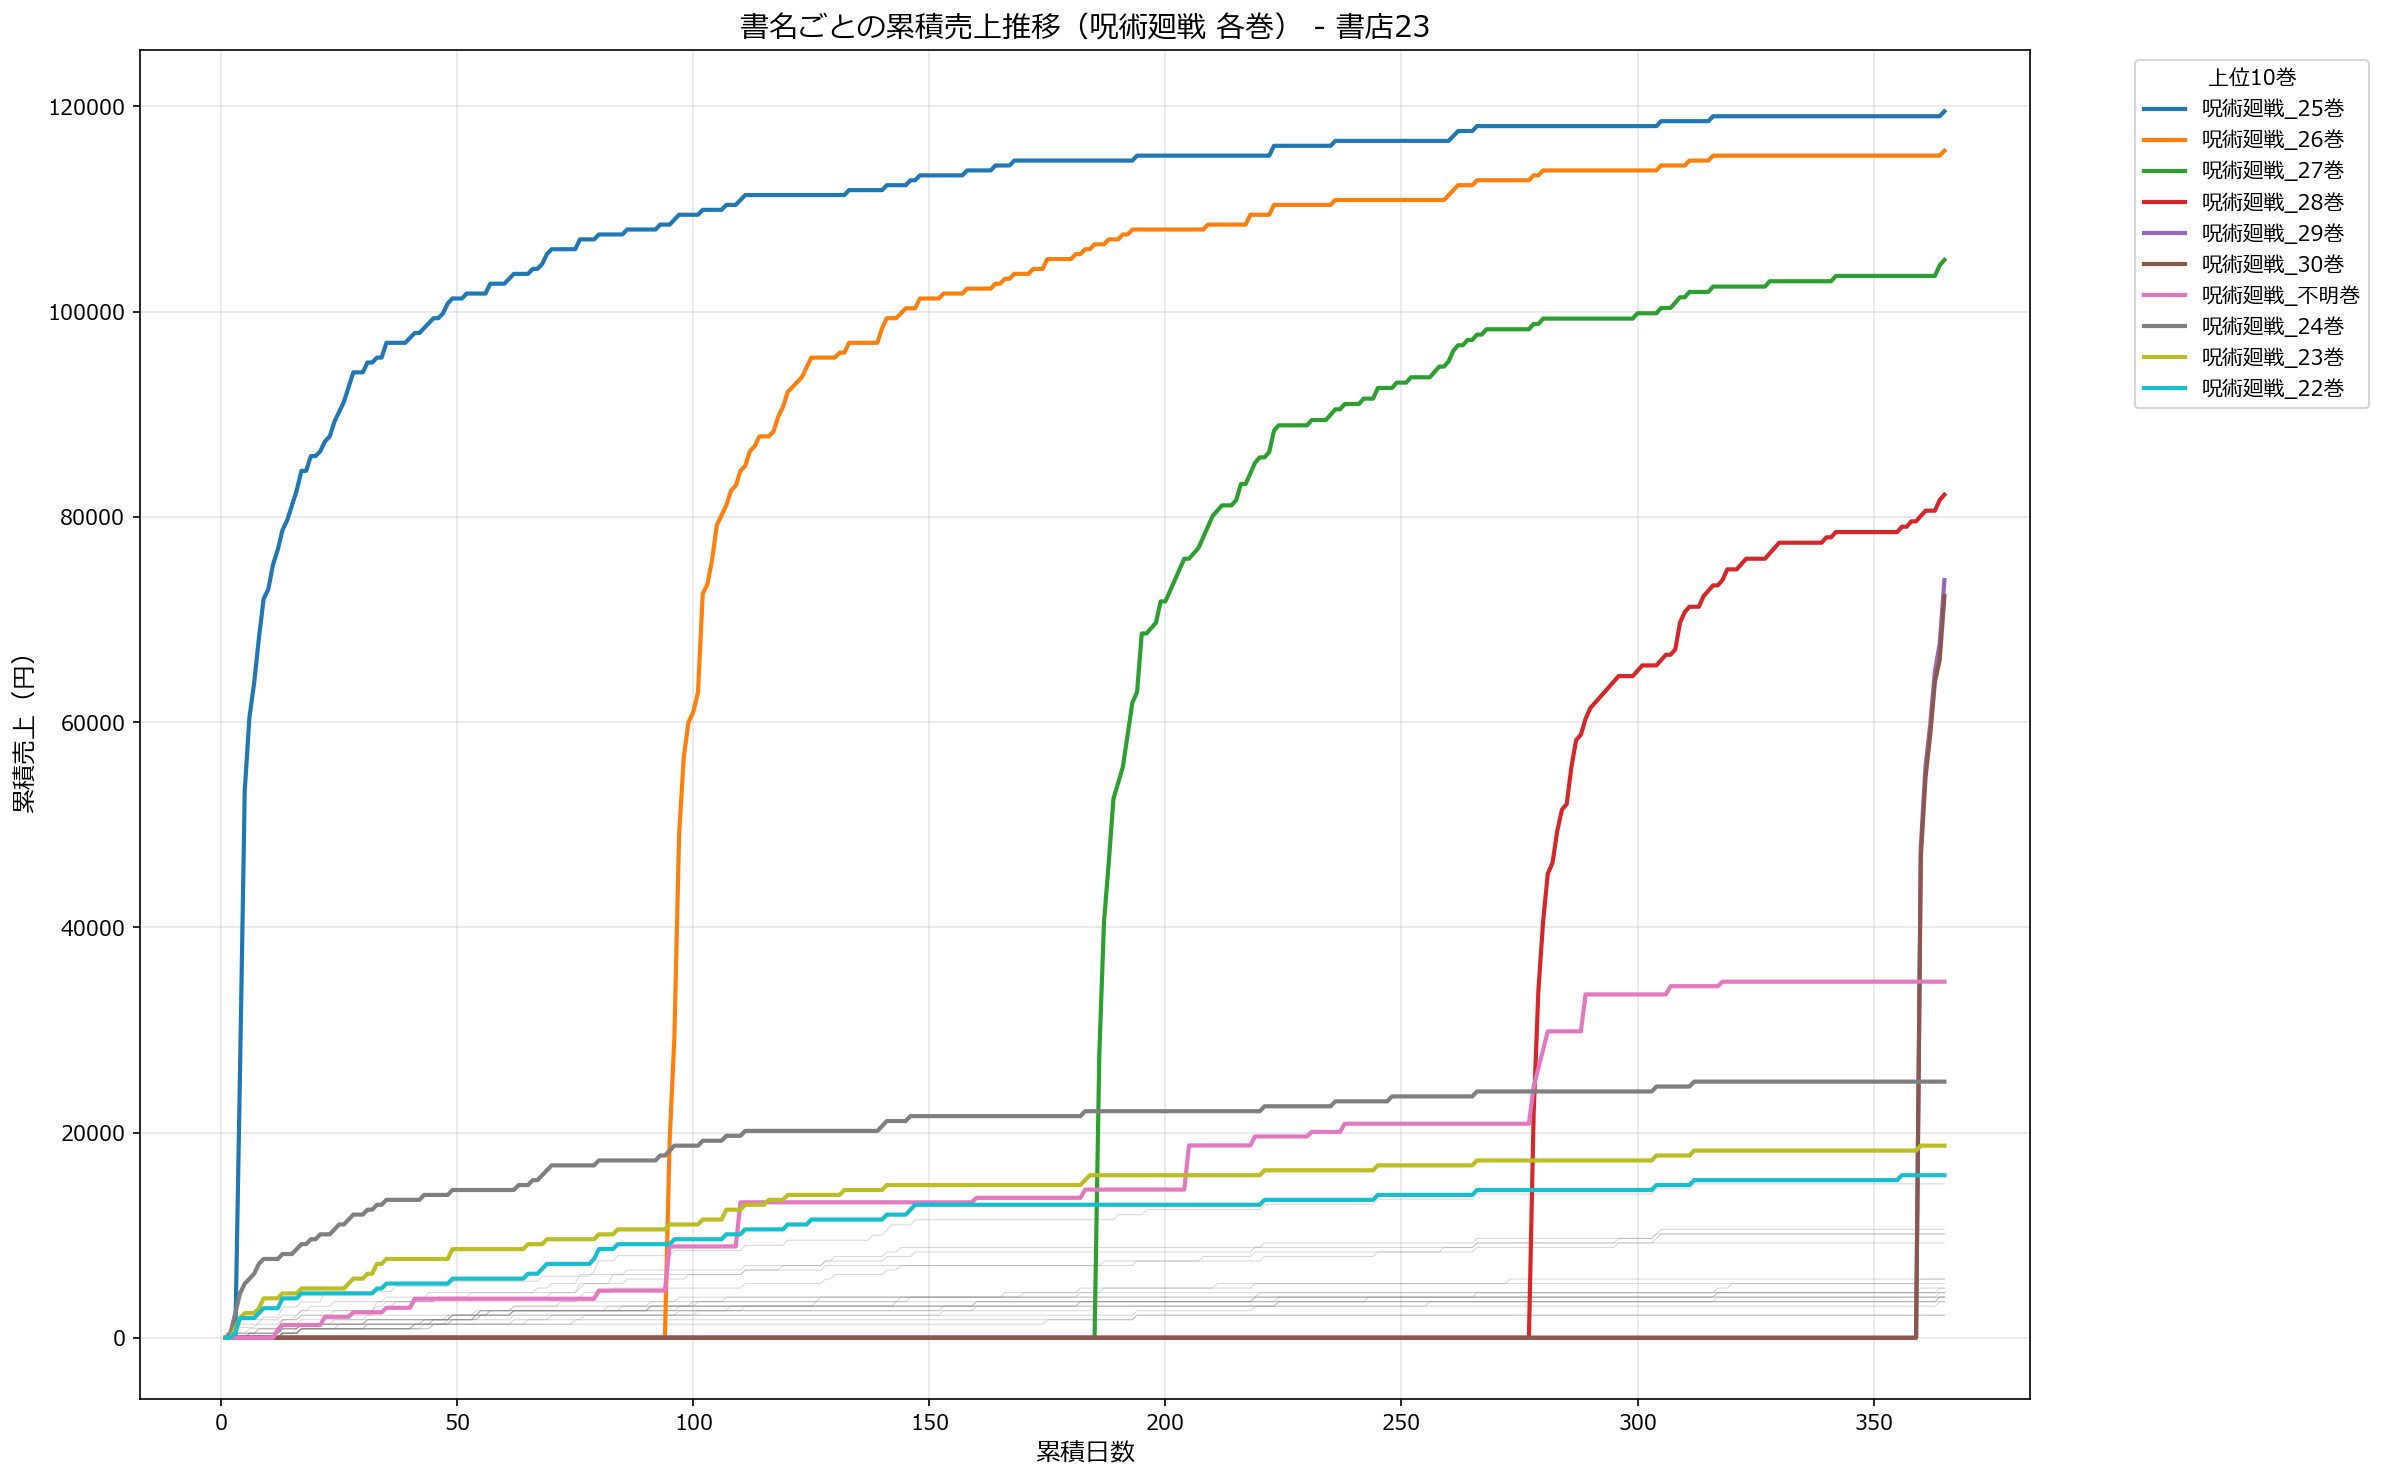 書名ごとの累積売上推移（呪術廻戦 各巻） - 書店23
上位10巻
呪術廻戦_25巻
呪術廻戦_26巻
呪術廻戦_27巻
呪術廻戦_28巻
呪術廻戦_29巻
呪術廻戦_30巻
呪術廻戦_不明巻
呪術廻戦_24巻
呪術廻戦_23巻
呪術廻戦_22巻
累積売上（円）
120000
100000
80000
60000
40000
20000
0
0 50 100 150 200 250 300 350
累積日数